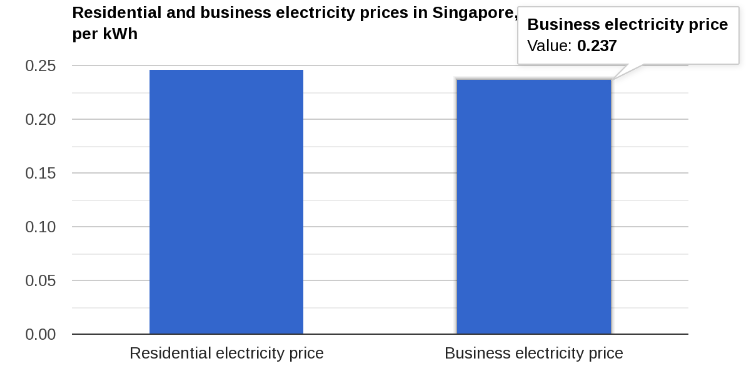 Residential and business electricity prices in Singapore,
per kWh
Business electricity price
Value: 0.237
0.25
0.20
0.15
0.10
0.05
0.00
Residential electricity price
Business electricity price